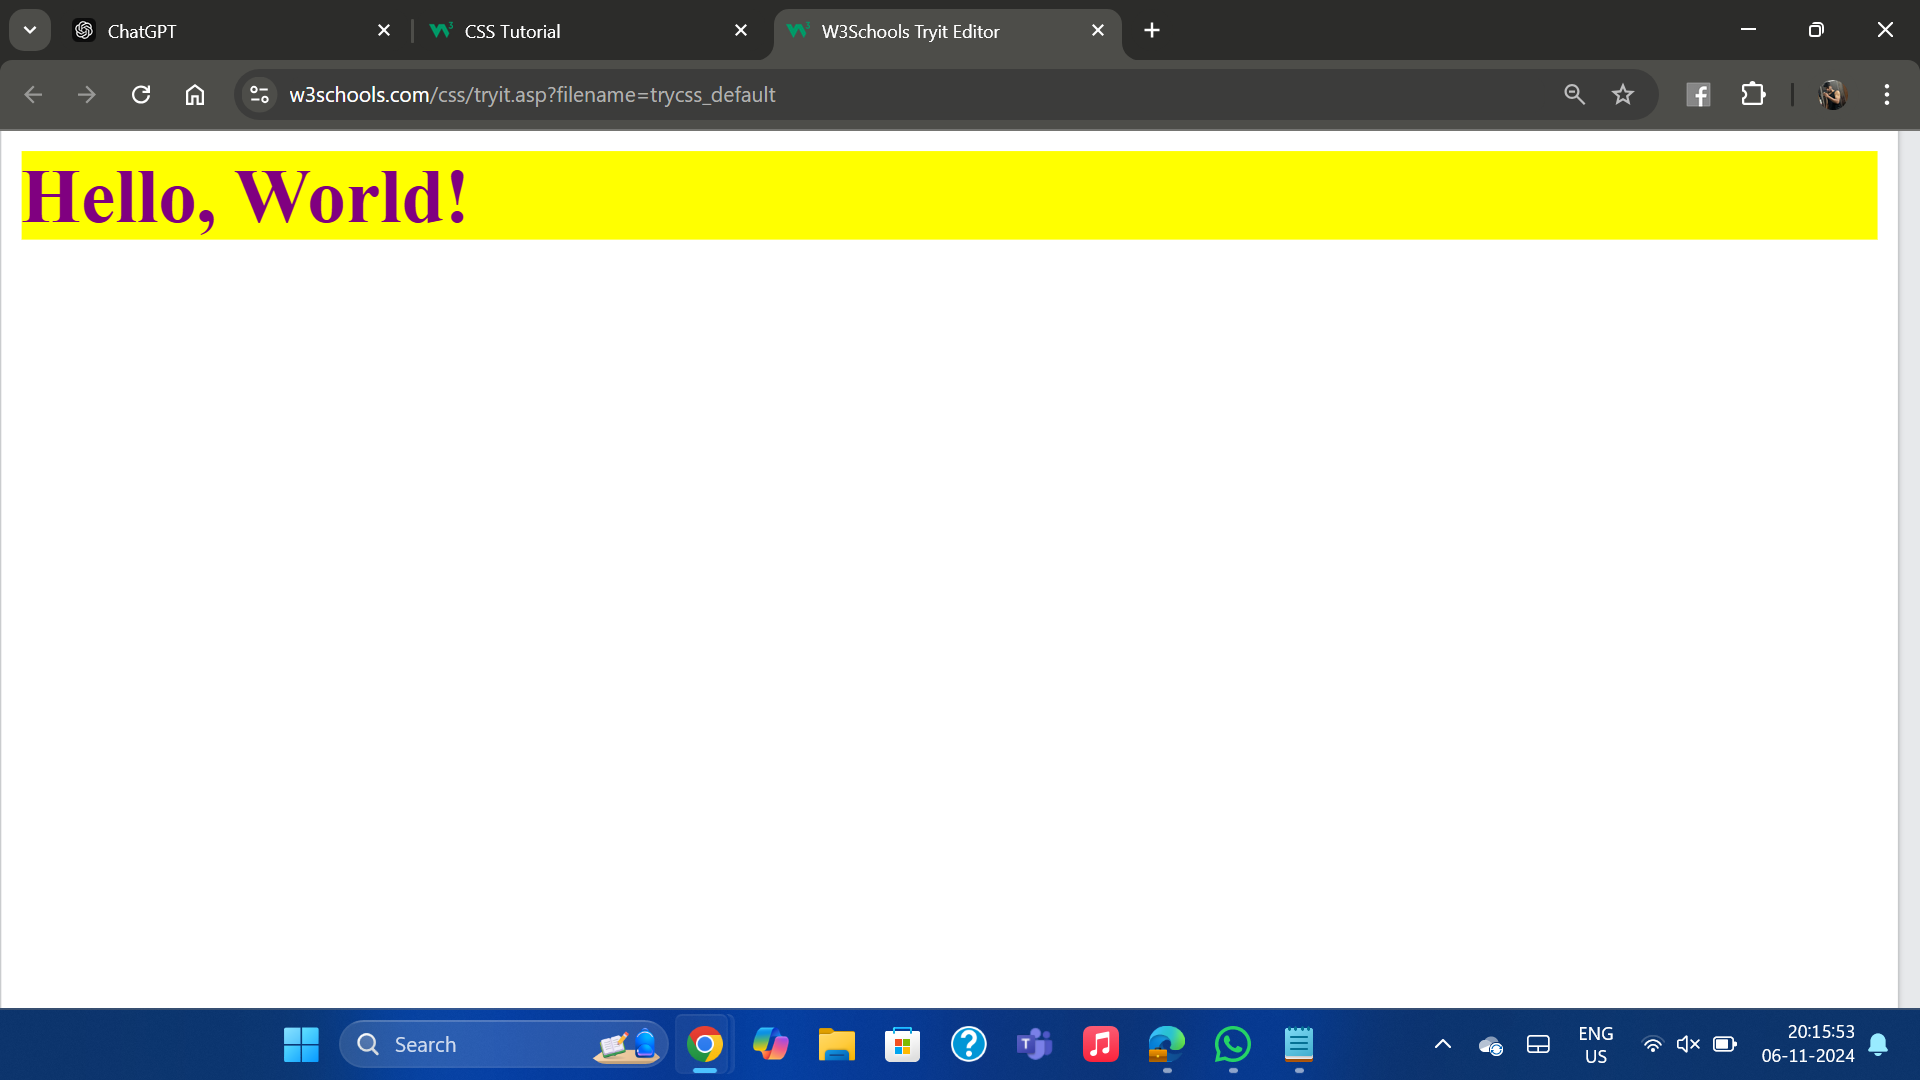 ChatGPT
CSS Tutorial
W3Schools Tryit Editor
w3schools.com/css/tryit.asp?filename=trycss_default
Hello, World!
Search
ENG
US
20:15:53
06-11-2024